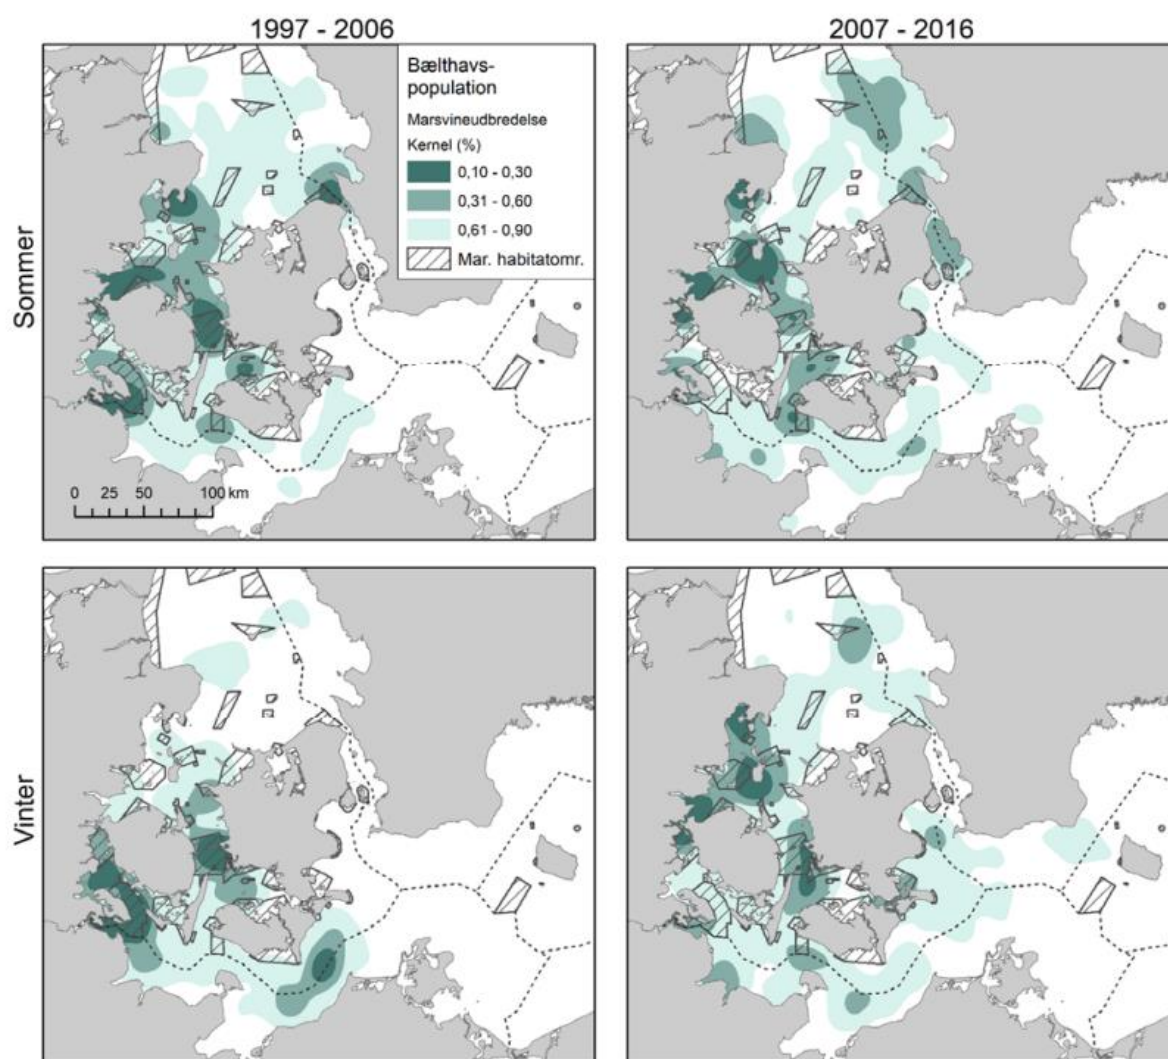 1997 - 2006
2007 - 2016
Sommer
Bælthavs-
population
Marsvineudbredelse
Kernel (%)
0,10 - 0,30
0,31 - 0,60
0,61 - 0,90
Mar. habitatomr.
0 25 50 100 km
Vinter